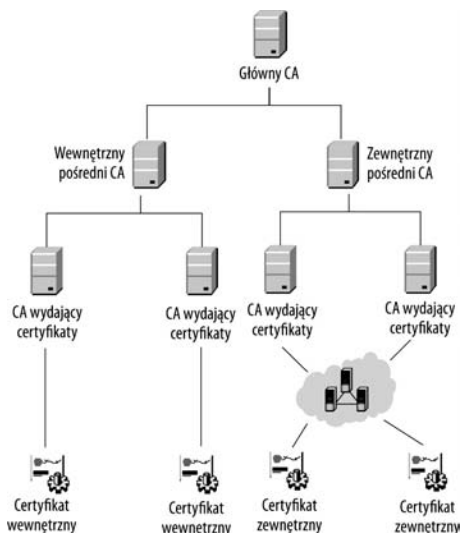 Główny CA
Wewnętrzny
pośredni CA
Zewnętrzny
pośredni CA
CA wydający
certyfikaty
CA wydający
certyfikaty
CA wydający
certyfikaty
CA wydający
certyfikaty
Certyfikat
wewnętrzny
Certyfikat
wewnętrzny
Certyfikat
zewnętrzny
Certyfikat
zewnętrzny